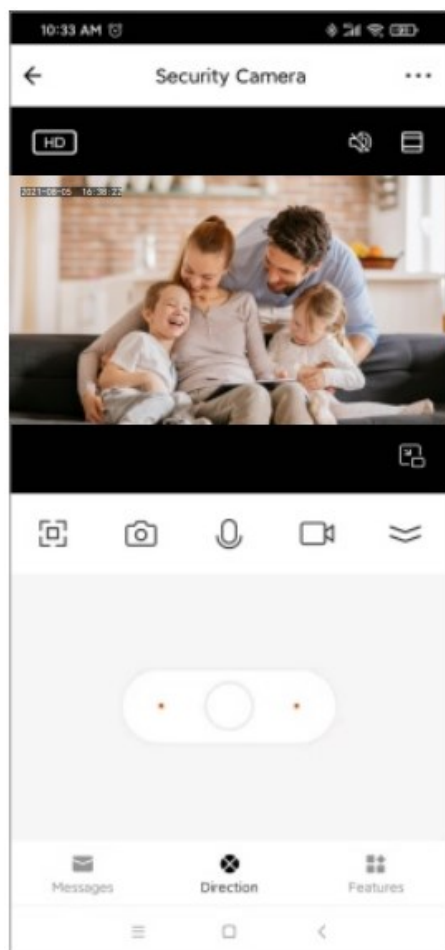 10:33 AM
Security Camera
HD
2021-08-05 16:38:22
Messages
Direction
Features